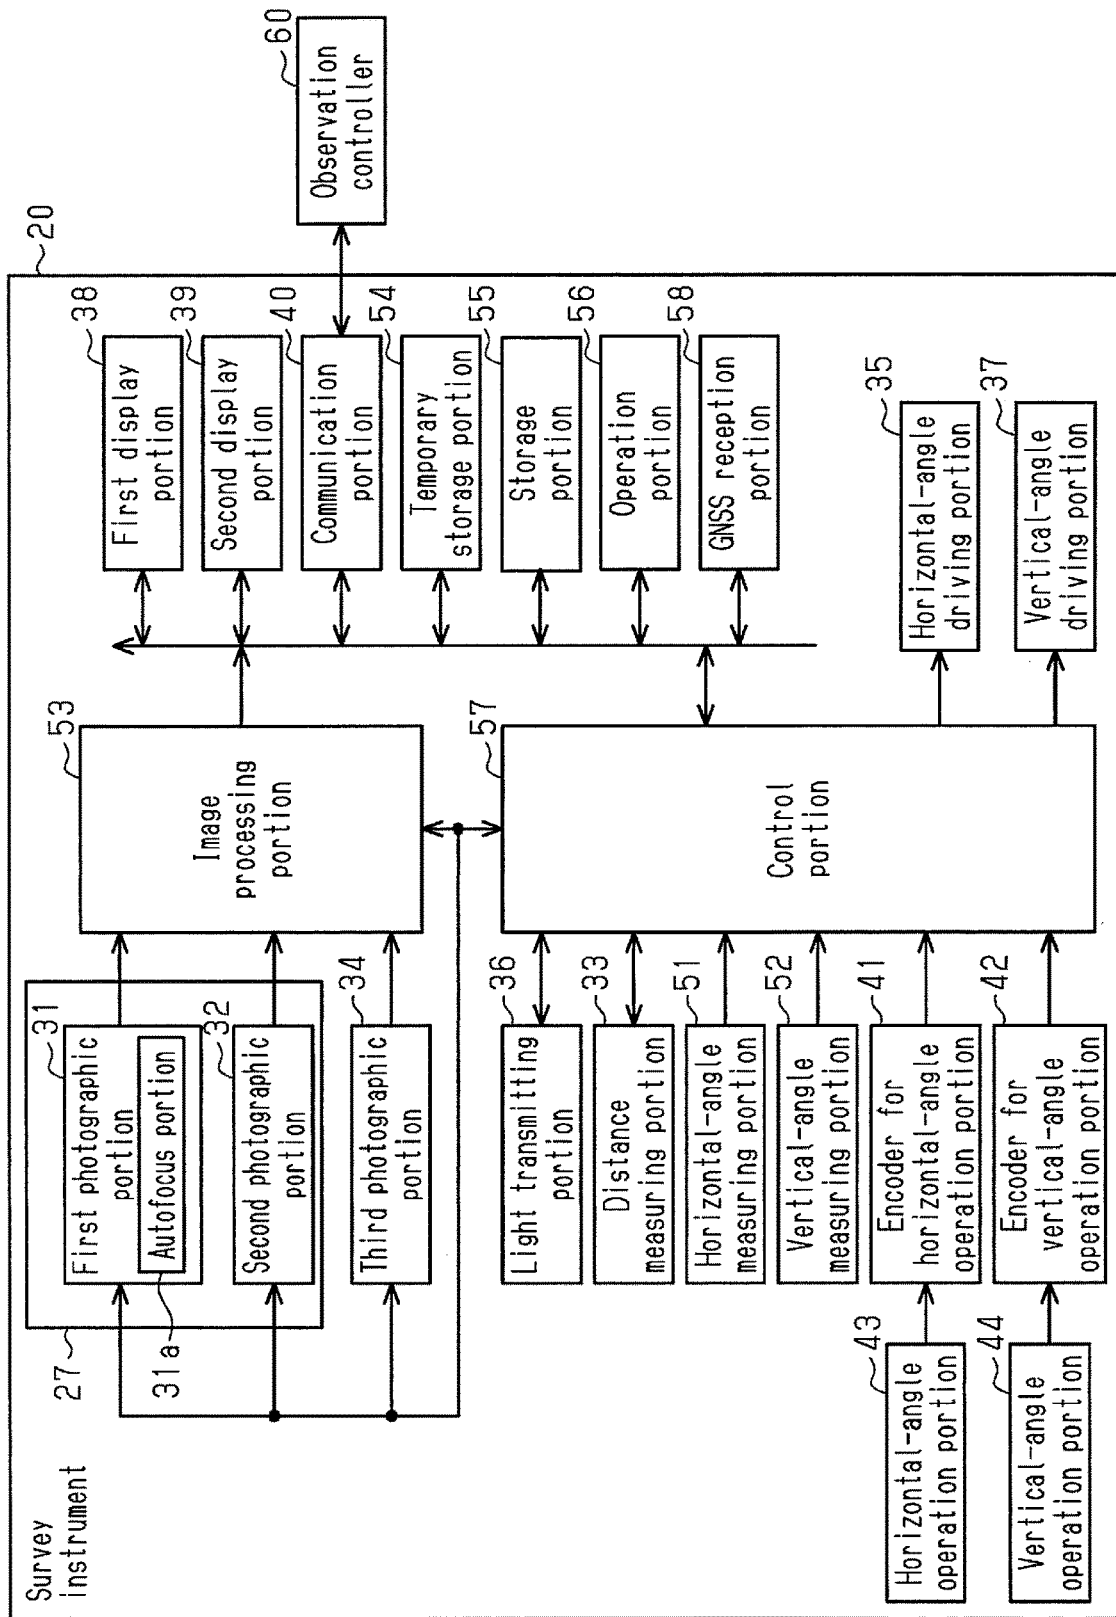 Survey
instrument
20
27
31
First photographic
portion
Autofocus portion
31a
32
Second photographic
portion
34
Third photographic
portion
53
Image
processing
portion
38
First display
portion
39
Second display
portion
40
Communication
portion
54
Temporary
storage portion
55
Storage
portion
56
Operation
portion
58
GNSS reception
portion
60
Observation
controller
36
Light transmitting
portion
33
Distance
measuring portion
51
Horizontal-angle
measuring portion
52
Vertical-angle
measuring portion
41
Encoder for
horizontal-angle
operation portion
42
Encoder for
vertical-angle
operation portion
43
Horizontal-angle
operation portion
44
Vertical-angle
operation portion
57
Control
portion
35
Horizontal-angle
driving portion
37
Vertical-angle
driving portion